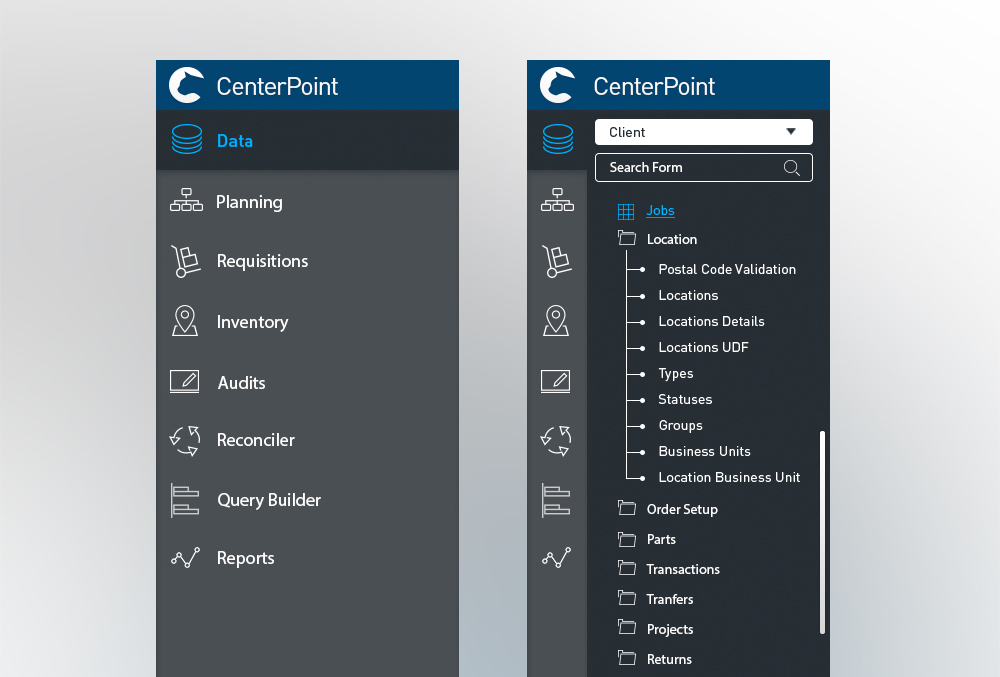 CenterPoint
Data
Planning
Requisitions
Inventory
Audits
Reconciler
Query Builder
Reports
CenterPoint
Client
Search Form
Jobs
Location
Postal Code Validation
Locations
Locations Details
Locations UDF
Types
Statuses
Groups
Business Units
Location Business Unit
Order Setup
Parts
Transactions
Tranfers
Projects
Returns